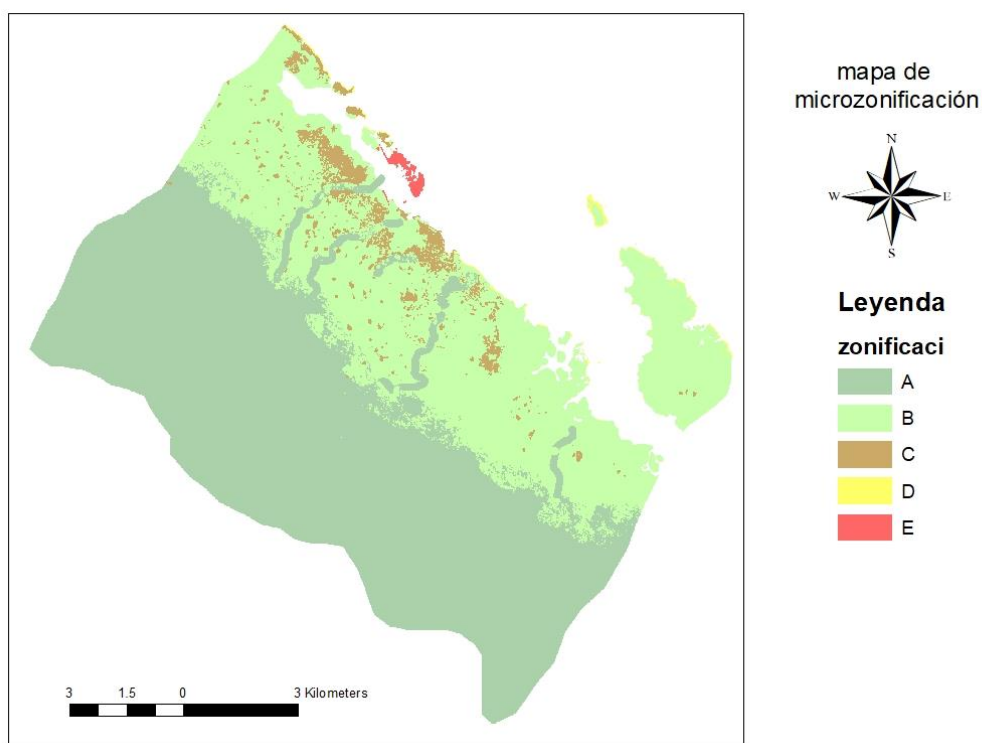 mapa de
microzonificación
N
W E
S
Leyenda
zonificaci
A
B
C
D
E
3 1.5 0 3 Kilometers